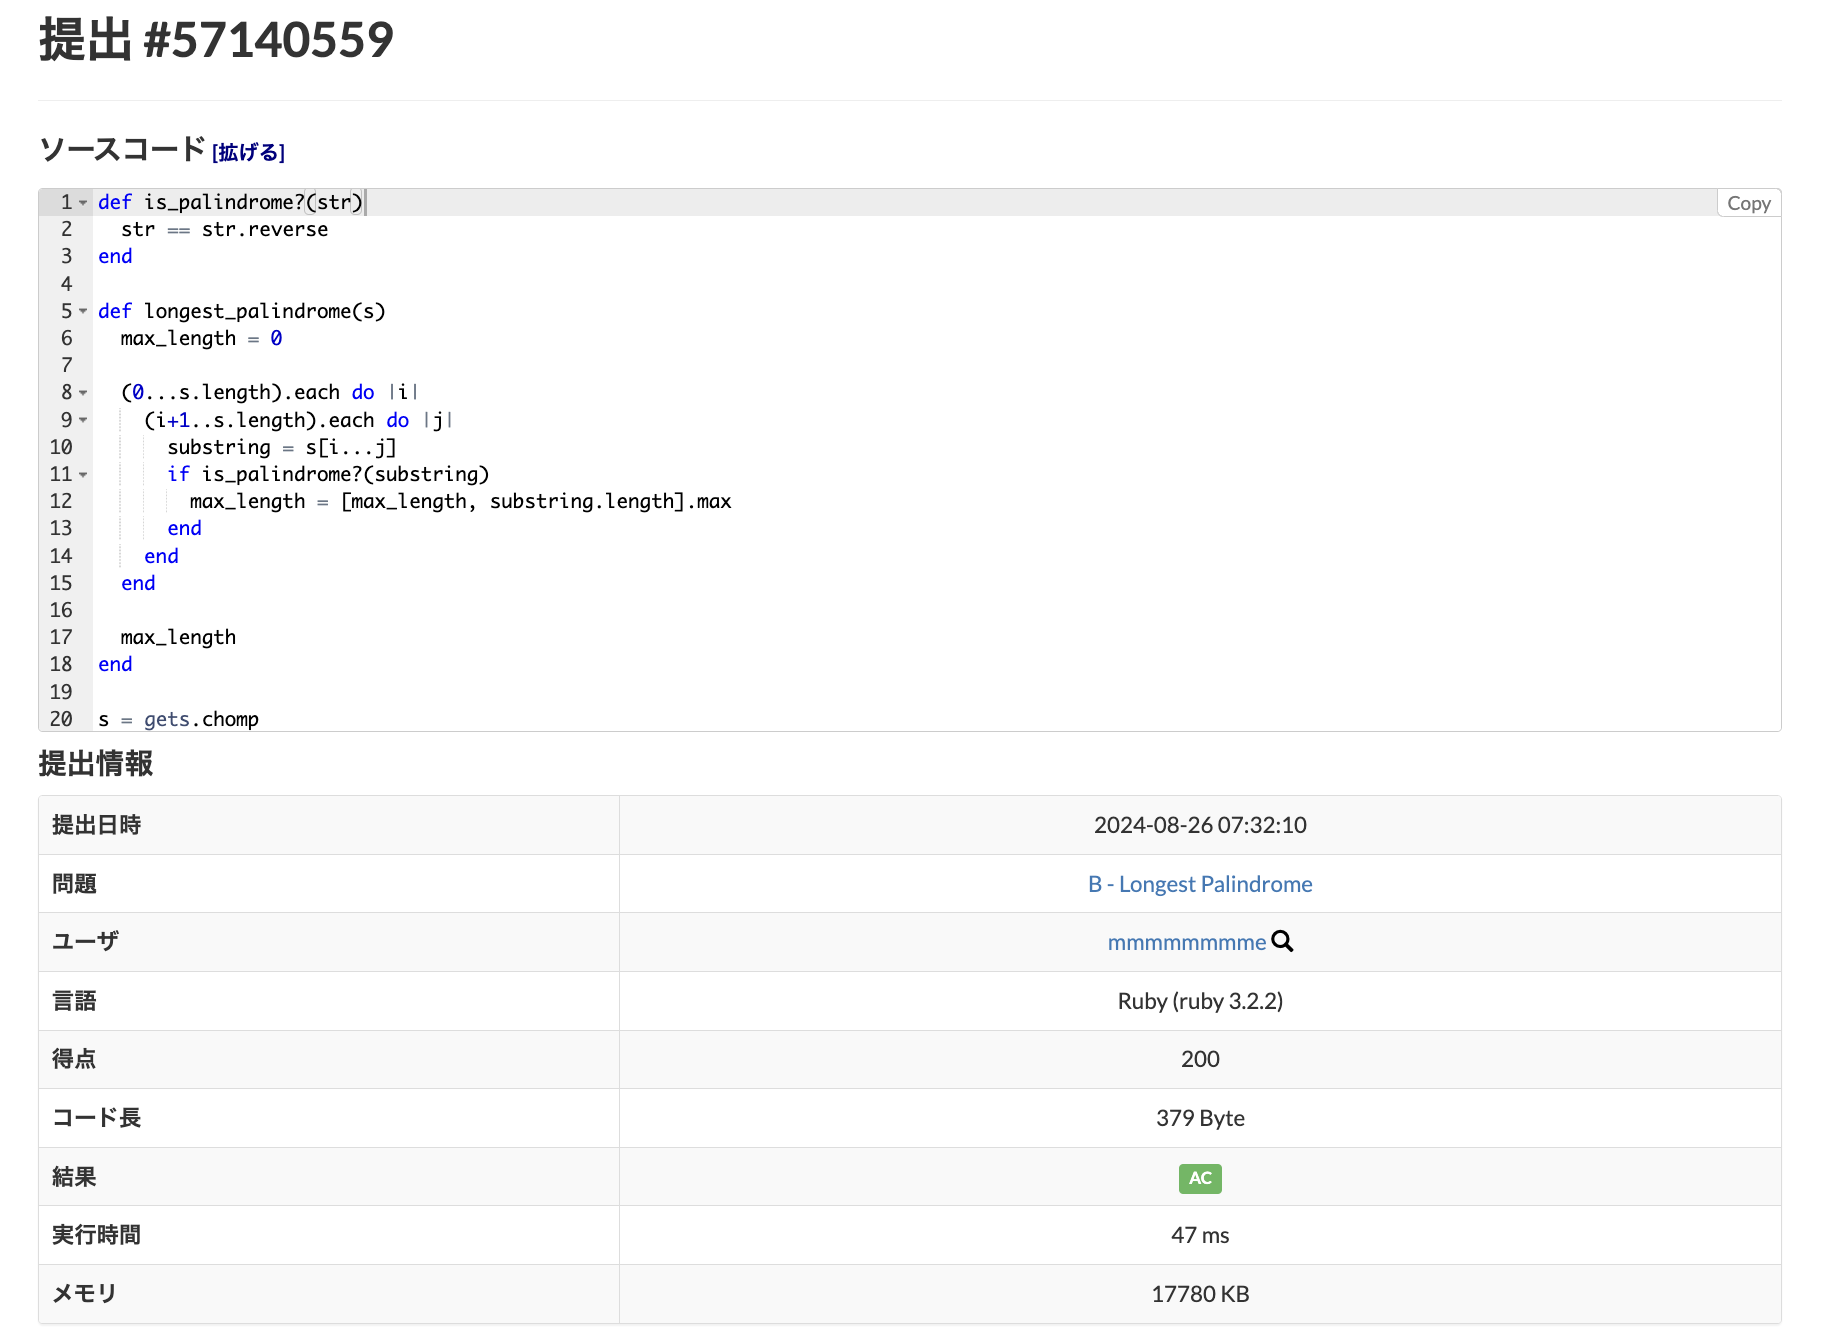 提出 #57140559
ソースコード [拡げる]
Copy
1 def is_palindrome?(str)
2   str == str.reverse
3 end
4
5 def longest_palindrome(s)
6   max_length = 0
7
8   (0...s.length).each do |i|
9     (i+1..s.length).each do |j|
10       substring = s[i...j]
11       if is_palindrome?(substring)
12         max_length = [max_length, substring.length].max
13       end
14     end
15   end
16
17   max_length
18 end
19
20 s = gets.chomp
提出情報
提出日時 2024-08-26 07:32:10
問題 B - Longest Palindrome
ユーザ mmmmmmmmme
言語 Ruby (ruby 3.2.2)
得点 200
コード長 379 Byte
結果 AC
実行時間 47 ms
メモリ 17780 KB